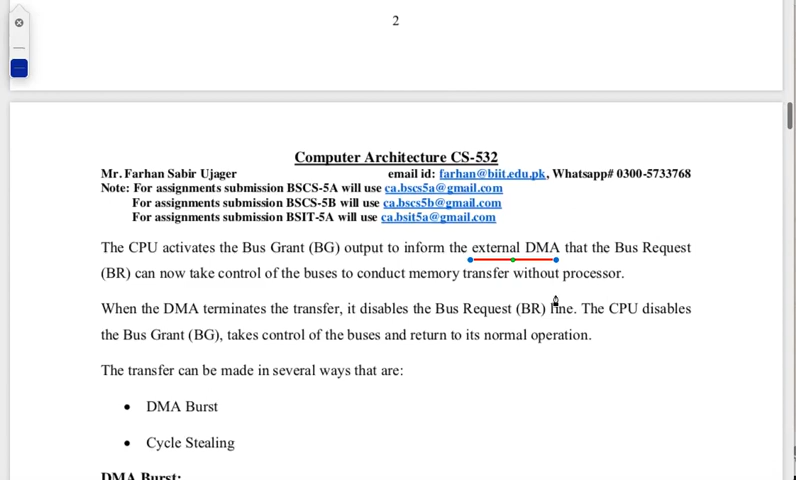 2
Computer Architecture CS-532
Mr. Farhan Sabir Ujager email id: farhan@biit.edu.pk, Whatsapp# 0300-5733768
Note: For assignments submission BSCS-5A will use ca.bscs5a@gmail.com
For assignments submission BSCS-5B will use ca.bscs5b@gmail.com
For assignments submission BSIT-5A will use ca.bsit5a@gmail.com
The CPU activates the Bus Grant (BG) output to inform the external DMA that the Bus Request
(BR) can now take control of the buses to conduct memory transfer without processor.
When the DMA terminates the transfer, it disables the Bus Request (BR) line. The CPU disables
the Bus Grant (BG), takes control of the buses and return to its normal operation.
The transfer can be made in several ways that are:
• DMA Burst
• Cycle Stealing
DMA Burst: